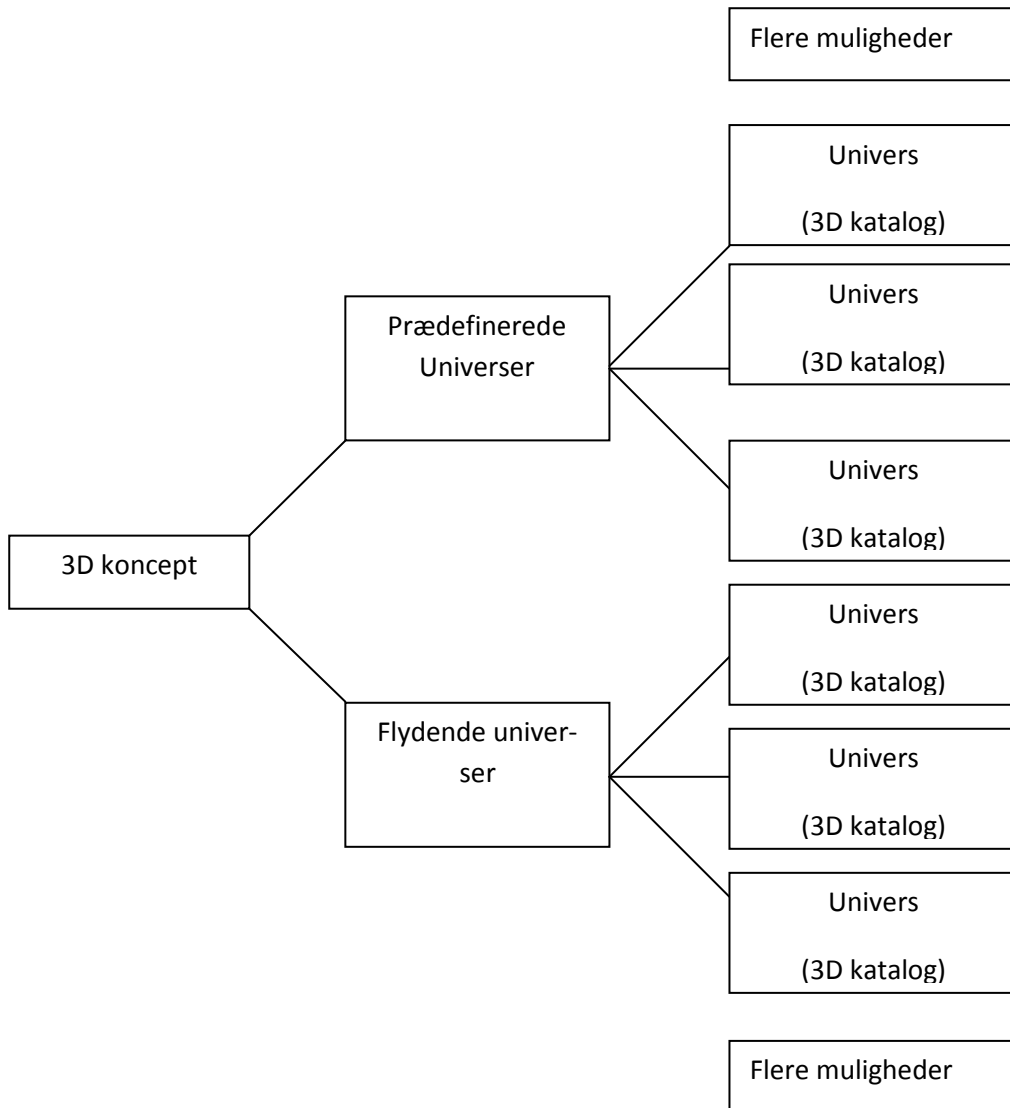 Flere muligheder
Univers
(3D katalog)
Univers
(3D katalog)
Prædefinerede
Universer
Univers
(3D katalog)
3D koncept
Univers
(3D katalog)
Flydende univer-
ser
Univers
(3D katalog)
Univers
(3D katalog)
Flere muligheder